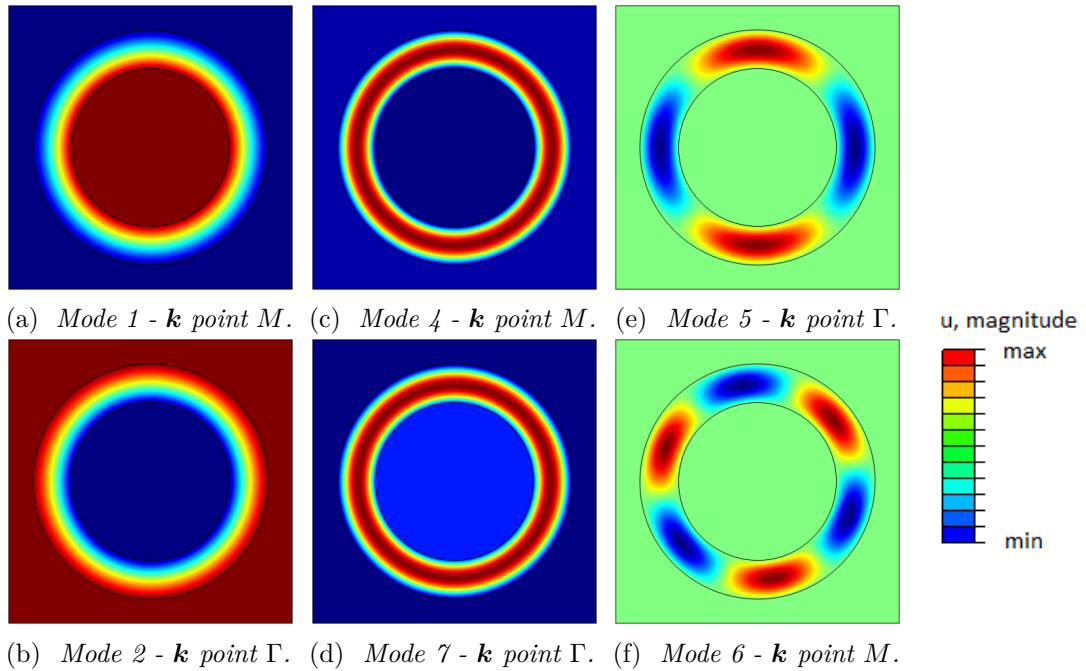 (a) Mode 1 - k point M.
(c) Mode 4 - k point M.
(e) Mode 5 - k point Γ.
u, magnitude
max
min
(b) Mode 2 - k point Γ.
(d) Mode 7 - k point Γ.
(f) Mode 6 - k point M.